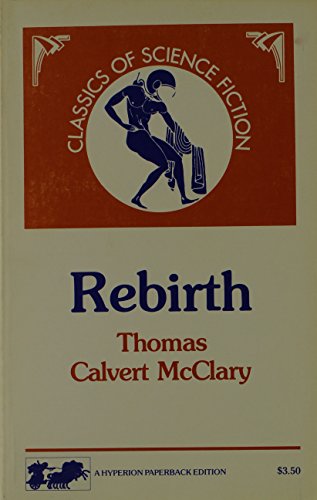 CLASSICS OF SCIENCE FICTION
Rebirth
Thomas
Calvert McClary
A HYPERION PAPERBACK EDITION
$3.50